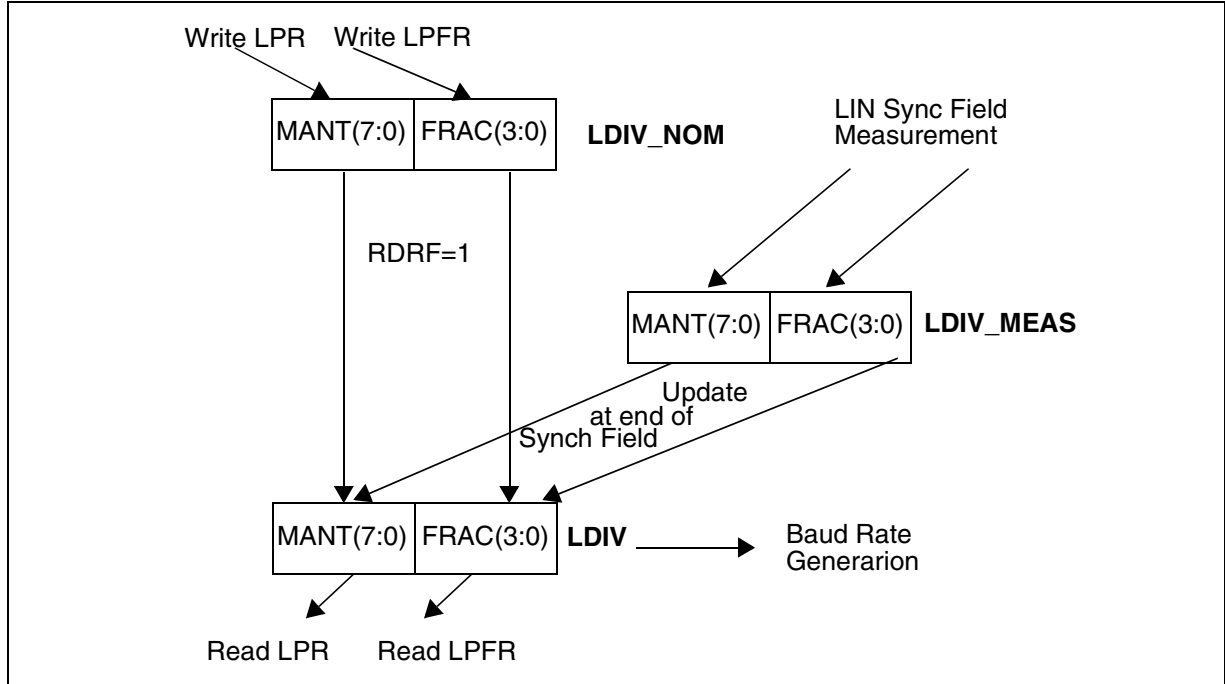 Write LPR Write LPFR
MANT(7:0) FRAC(3:0) LDIV_NOM
LIN Sync Field
Measurement
RDRF=1
MANT(7:0) FRAC(3:0) LDIV_MEAS
Update
at end of
Synch Field
MANT(7:0) FRAC(3:0) LDIV
Baud Rate
Generarion
Read LPR Read LPFR